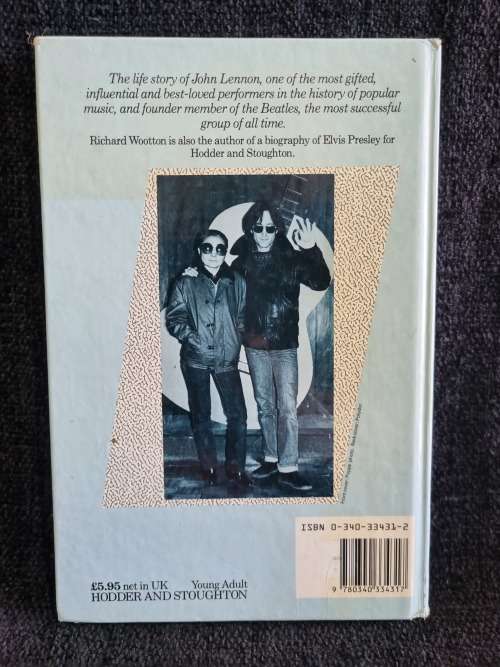 The life story of John Lennon, one of the most gifted,
influential and best-loved performers in the history of popular
music, and founder member of the Beatles, the most successful
group of all time.
Richard Wootton is also the author of a biography of Elvis Presley for
Hodder and Stoughton.
ISBN 0-340-33431-2
9 780340 334317
£5.95 net in UK Young Adult
HODDER AND STOUGHTON